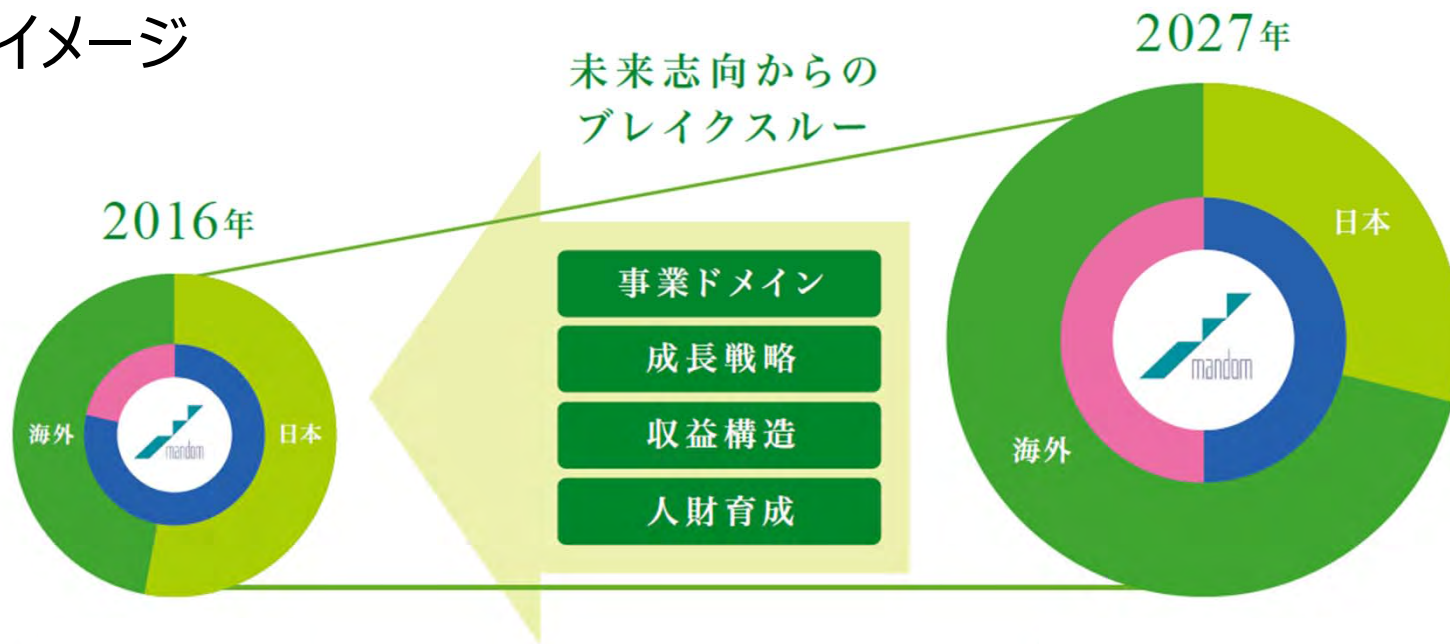 イメージ
2027年
未来志向からの
ブレイクスルー
2016年
日本
事業ドメイン
成長戦略
mandom
海外
日本
収益構造
海外
mandom
人財育成